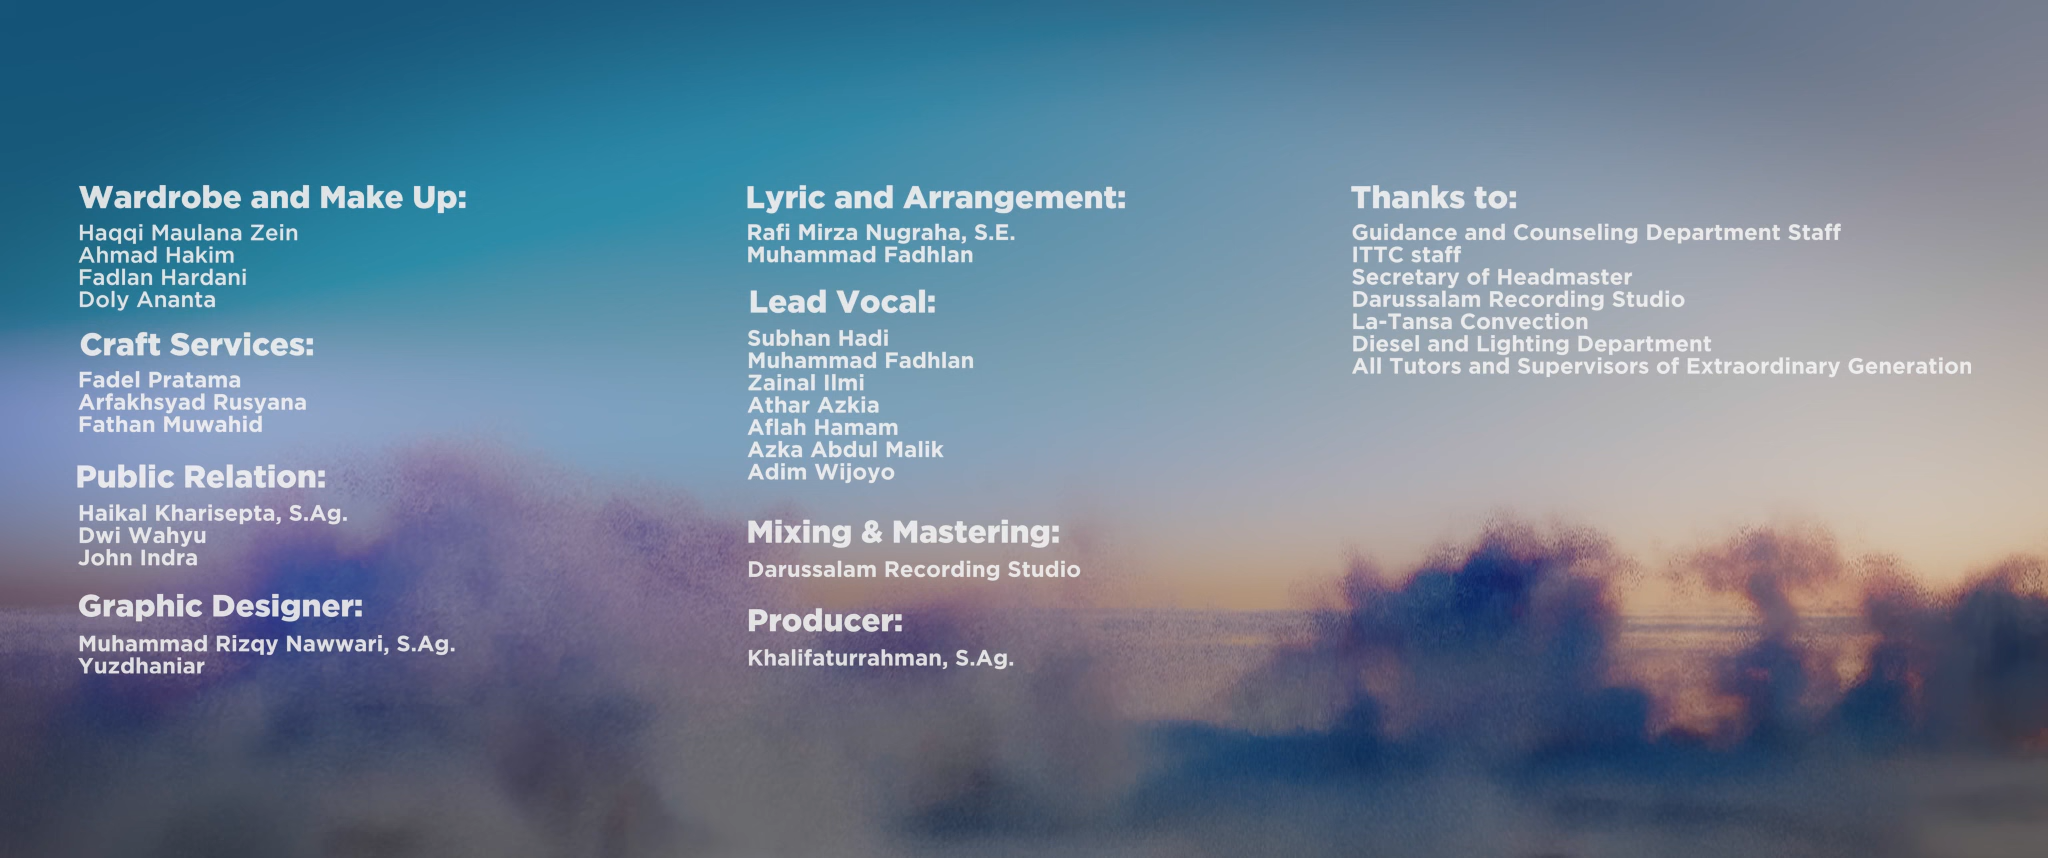 Wardrobe and Make Up:
Haqqi Maulana Zein
Ahmad Hakim
Fadlan Hardani
Doly Ananta
Craft Services:
Fadel Pratama
Arfakhsyad Rusyana
Fathan Muwahid
Public Relation:
Haikal Kharisepta, S.Ag.
Dwi Wahyu
John Indra
Graphic Designer:
Muhammad Rizqy Nawwari, S.Ag.
Yuzdhaniar
Lyric and Arrangement:
Rafi Mirza Nugraha, S.E.
Muhammad Fadhlan
Lead Vocal:
Subhan Hadi
Muhammad Fadhlan
Zainal Ilmi
Athar Azkia
Aflah Hamam
Azka Abdul Malik
Adim Wijoyo
Mixing & Mastering:
Darussalam Recording Studio
Producer:
Khalifaturrahman, S.Ag.
Thanks to:
Guidance and Counseling Department Staff
ITTC staff
Secretary of Headmaster
Darussalam Recording Studio
La-Tansa Convection
Diesel and Lighting Department
All Tutors and Supervisors of Extraordinary Generation